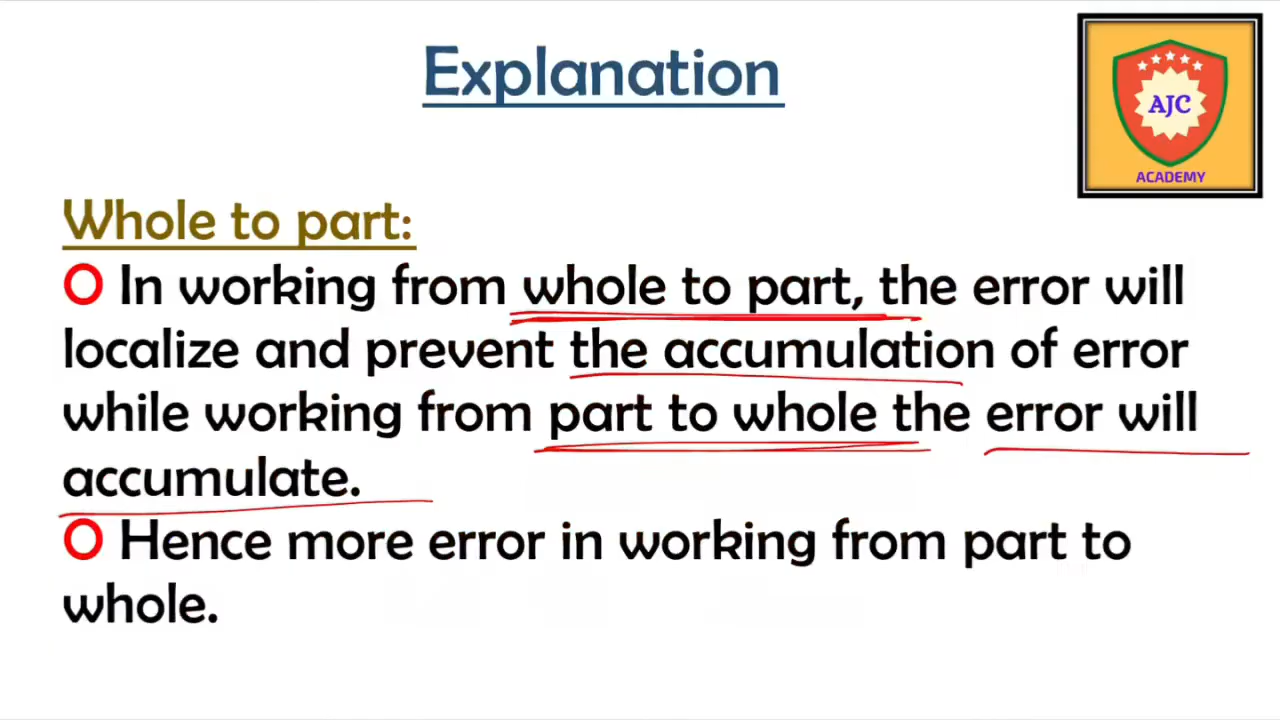 Explanation
AJC
ACADEMY
Whole to part:
O In working from whole to part, the error will
localize and prevent the accumulation of error
while working from part to whole the error will
accumulate.
O Hence more error in working from part to
whole.